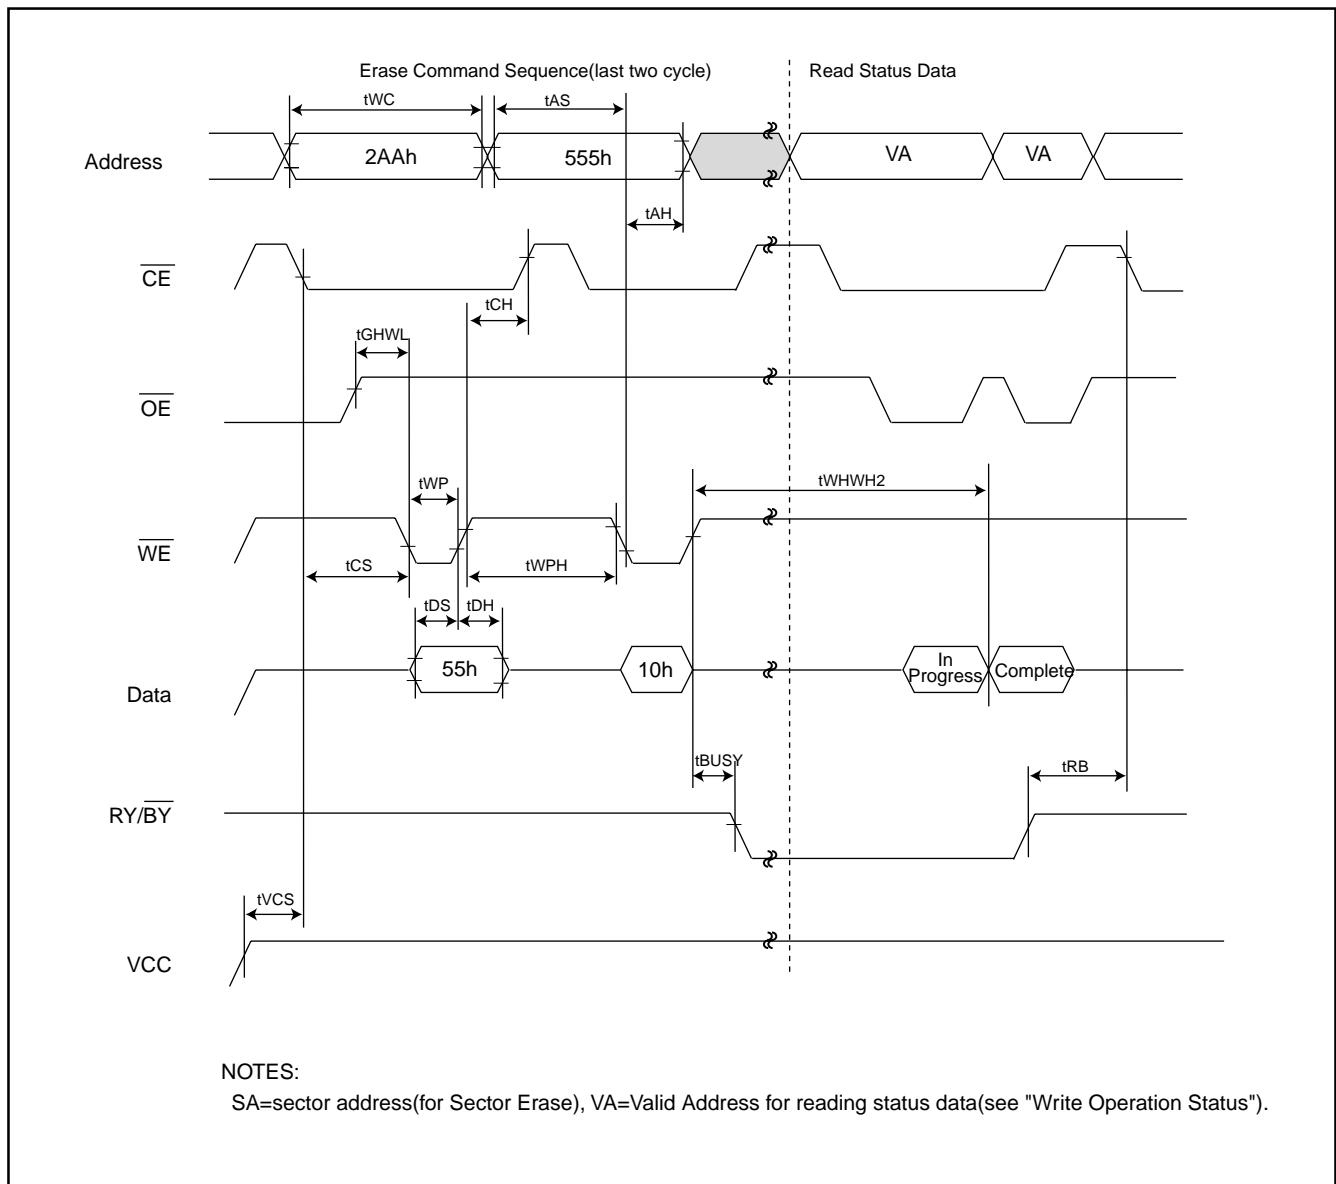 Erase Command Sequence(last two cycle)
Read Status Data
tWC
tAS
Address
2AAh
555h
VA
VA
tAH
CE
tCH
tGHWL
OE
tWP
tWHWH2
WE
tCS
tWPH
tDS
tDH
Data
55h
10h
In
Progress
Complete
tBUSY
tRB
RY/BY
tVCS
VCC
NOTES:
SA=sector address(for Sector Erase), VA=Valid Address for reading status data(see "Write Operation Status").